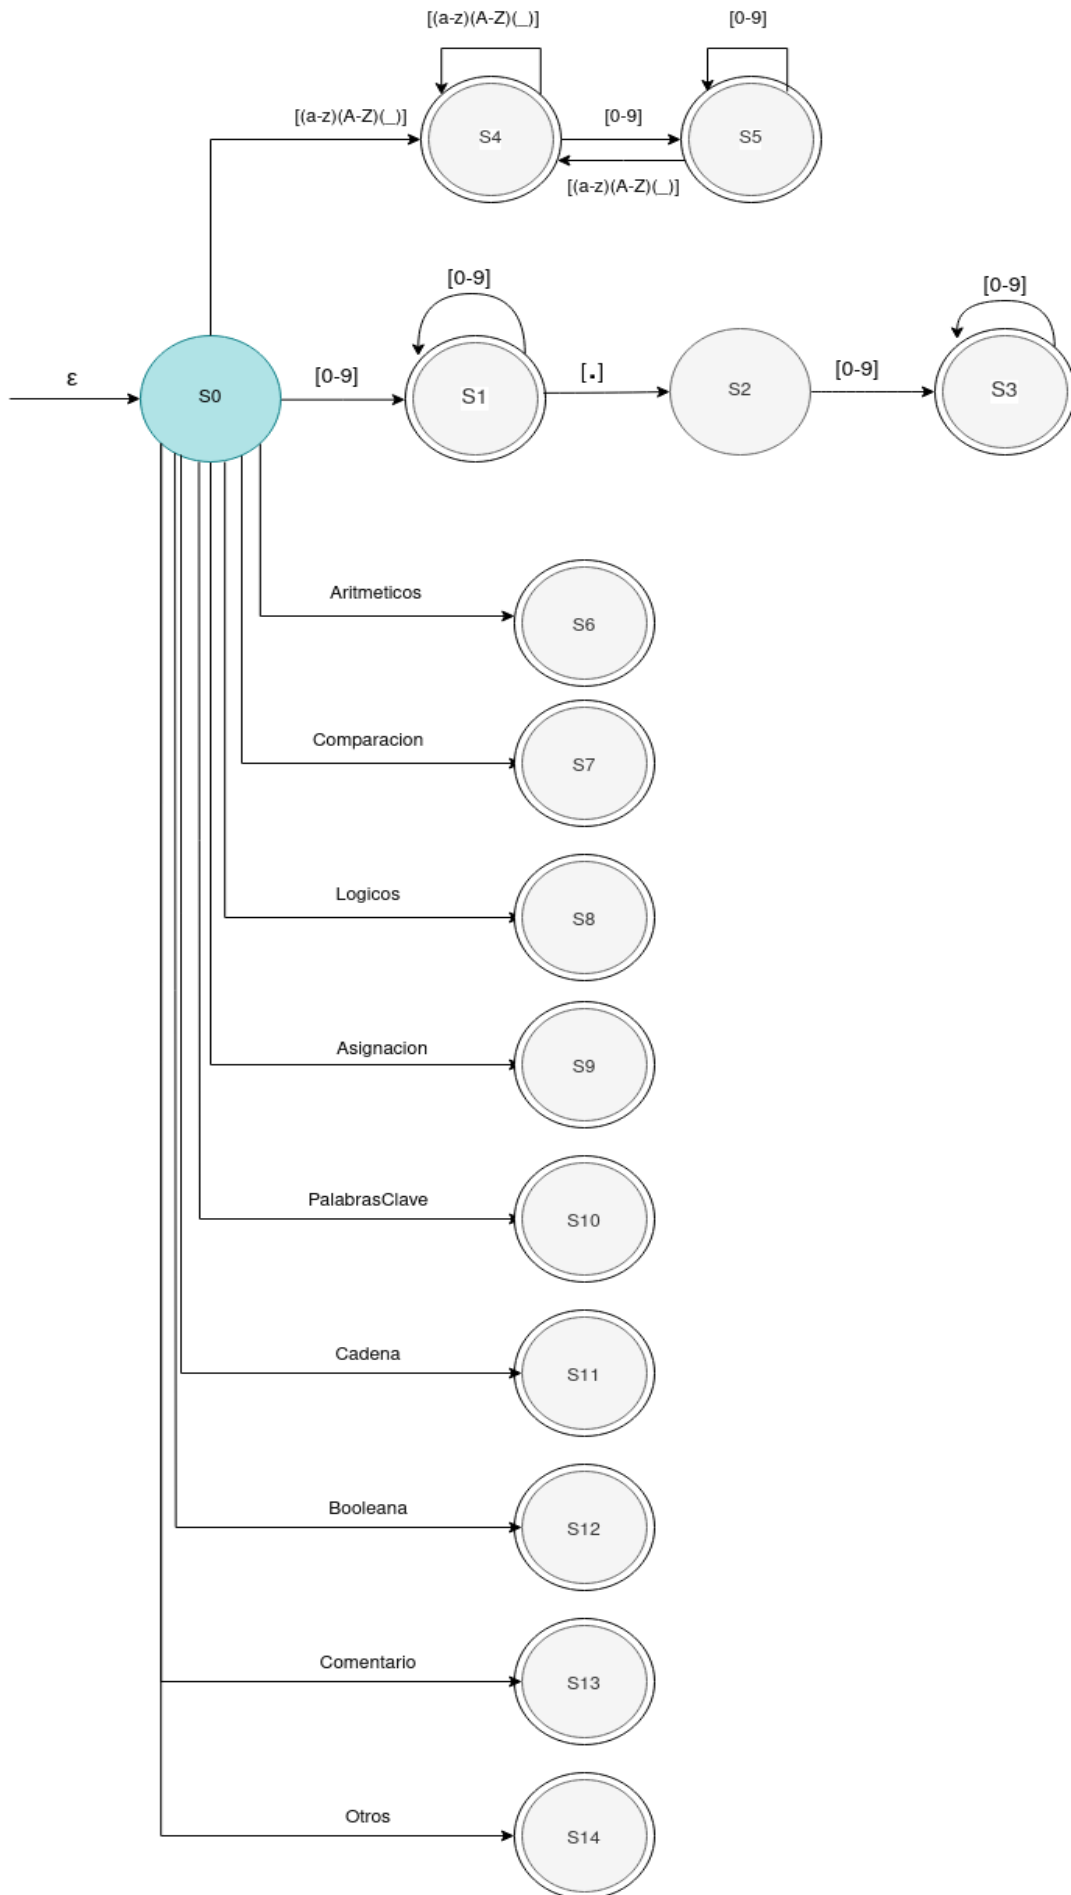 [(a-z)(A-Z)(_)]
[0-9]
[(a-z)(A-Z)(_)]
S4
[0-9]
S5
[(a-z)(A-Z)(_)]
[0-9]
[0-9]
ε
S0
[0-9]
S1
[.]
S2
[0-9]
S3
Aritmeticos
S6
Comparacion
S7
Logicos
S8
Asignacion
S9
PalabrasClave
S10
Cadena
S11
Booleana
S12
Comentario
S13
Otros
S14